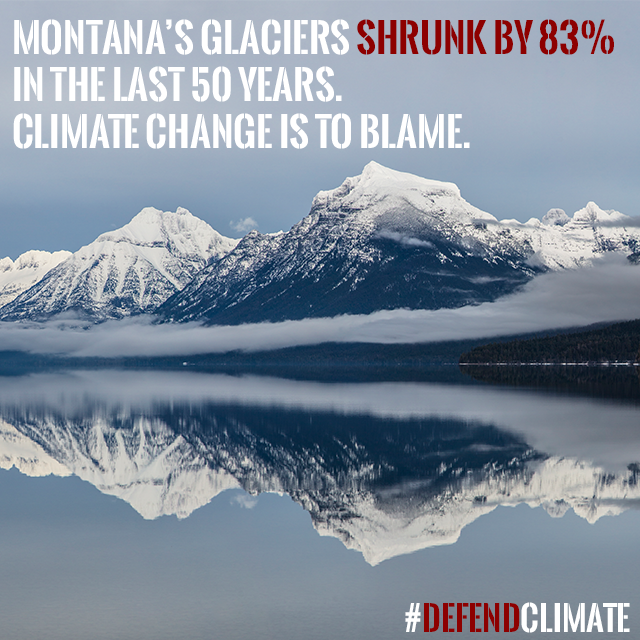 MONTANA’S GLACIERS SHRUNK BY 83%
IN THE LAST 50 YEARS.
CLIMATE CHANGE IS TO BLAME.
#DEFENDCLIMATE